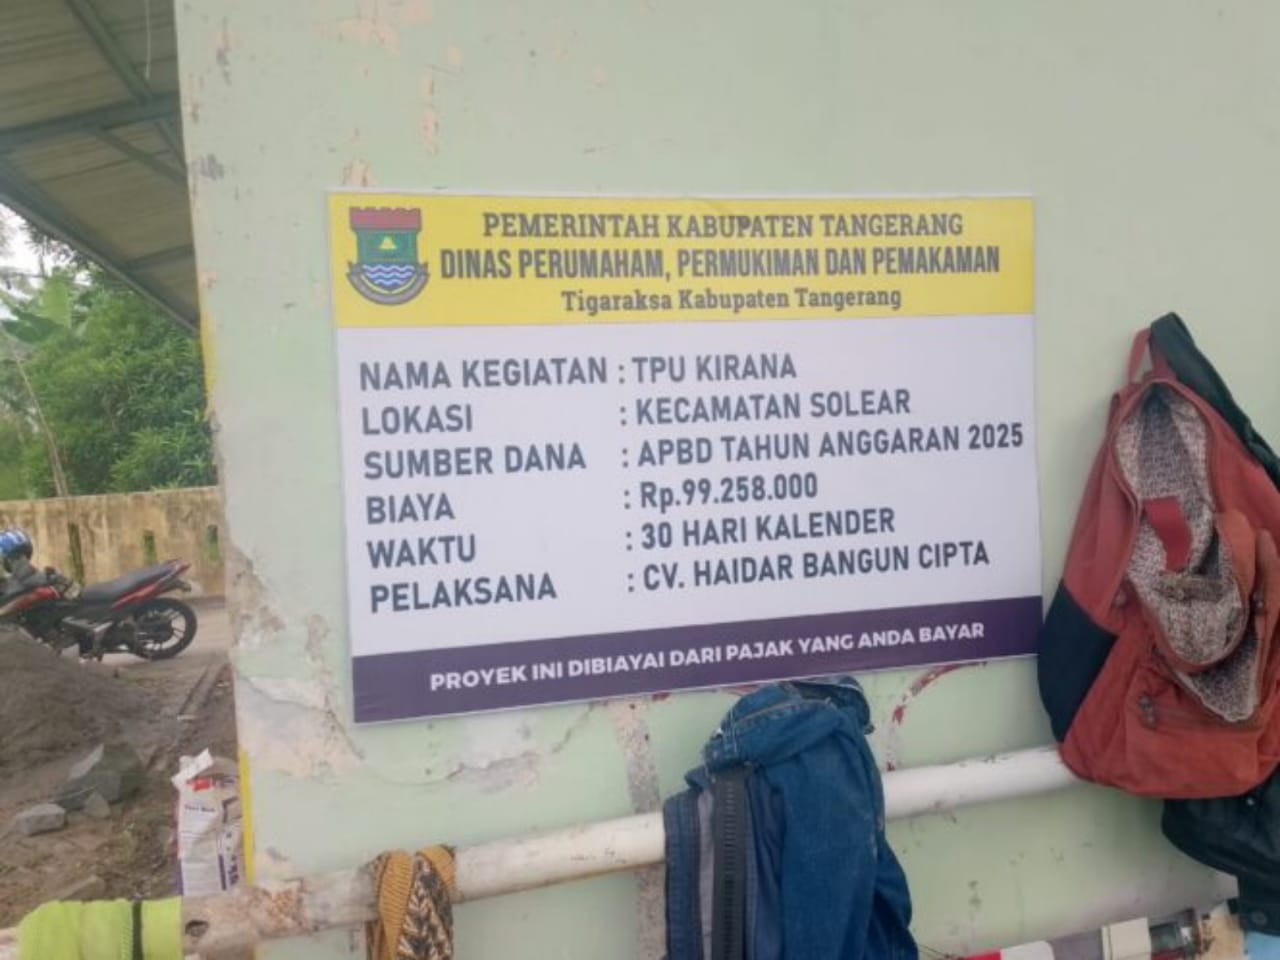 PEMERINTAH KABUPATEN TANGERANG
DINAS PERUMAHAM, PERMUKIMAN DAN PEMAKAMAN
Tigaraksa Kabupaten Tangerang
NAMA KEGIATAN : TPU KIRANA
LOKASI : KECAMATAN SOLEAR
SUMBER DANA : APBD TAHUN ANGGARAN 2025
BIAYA : Rp.99.258.000
WAKTU : 30 HARI KALENDER
PELAKSANA : CV. HAIDAR BANGUN CIPTA
PROYEK INI DIBIAYAI DARI PAJAK YANG ANDA BAYAR